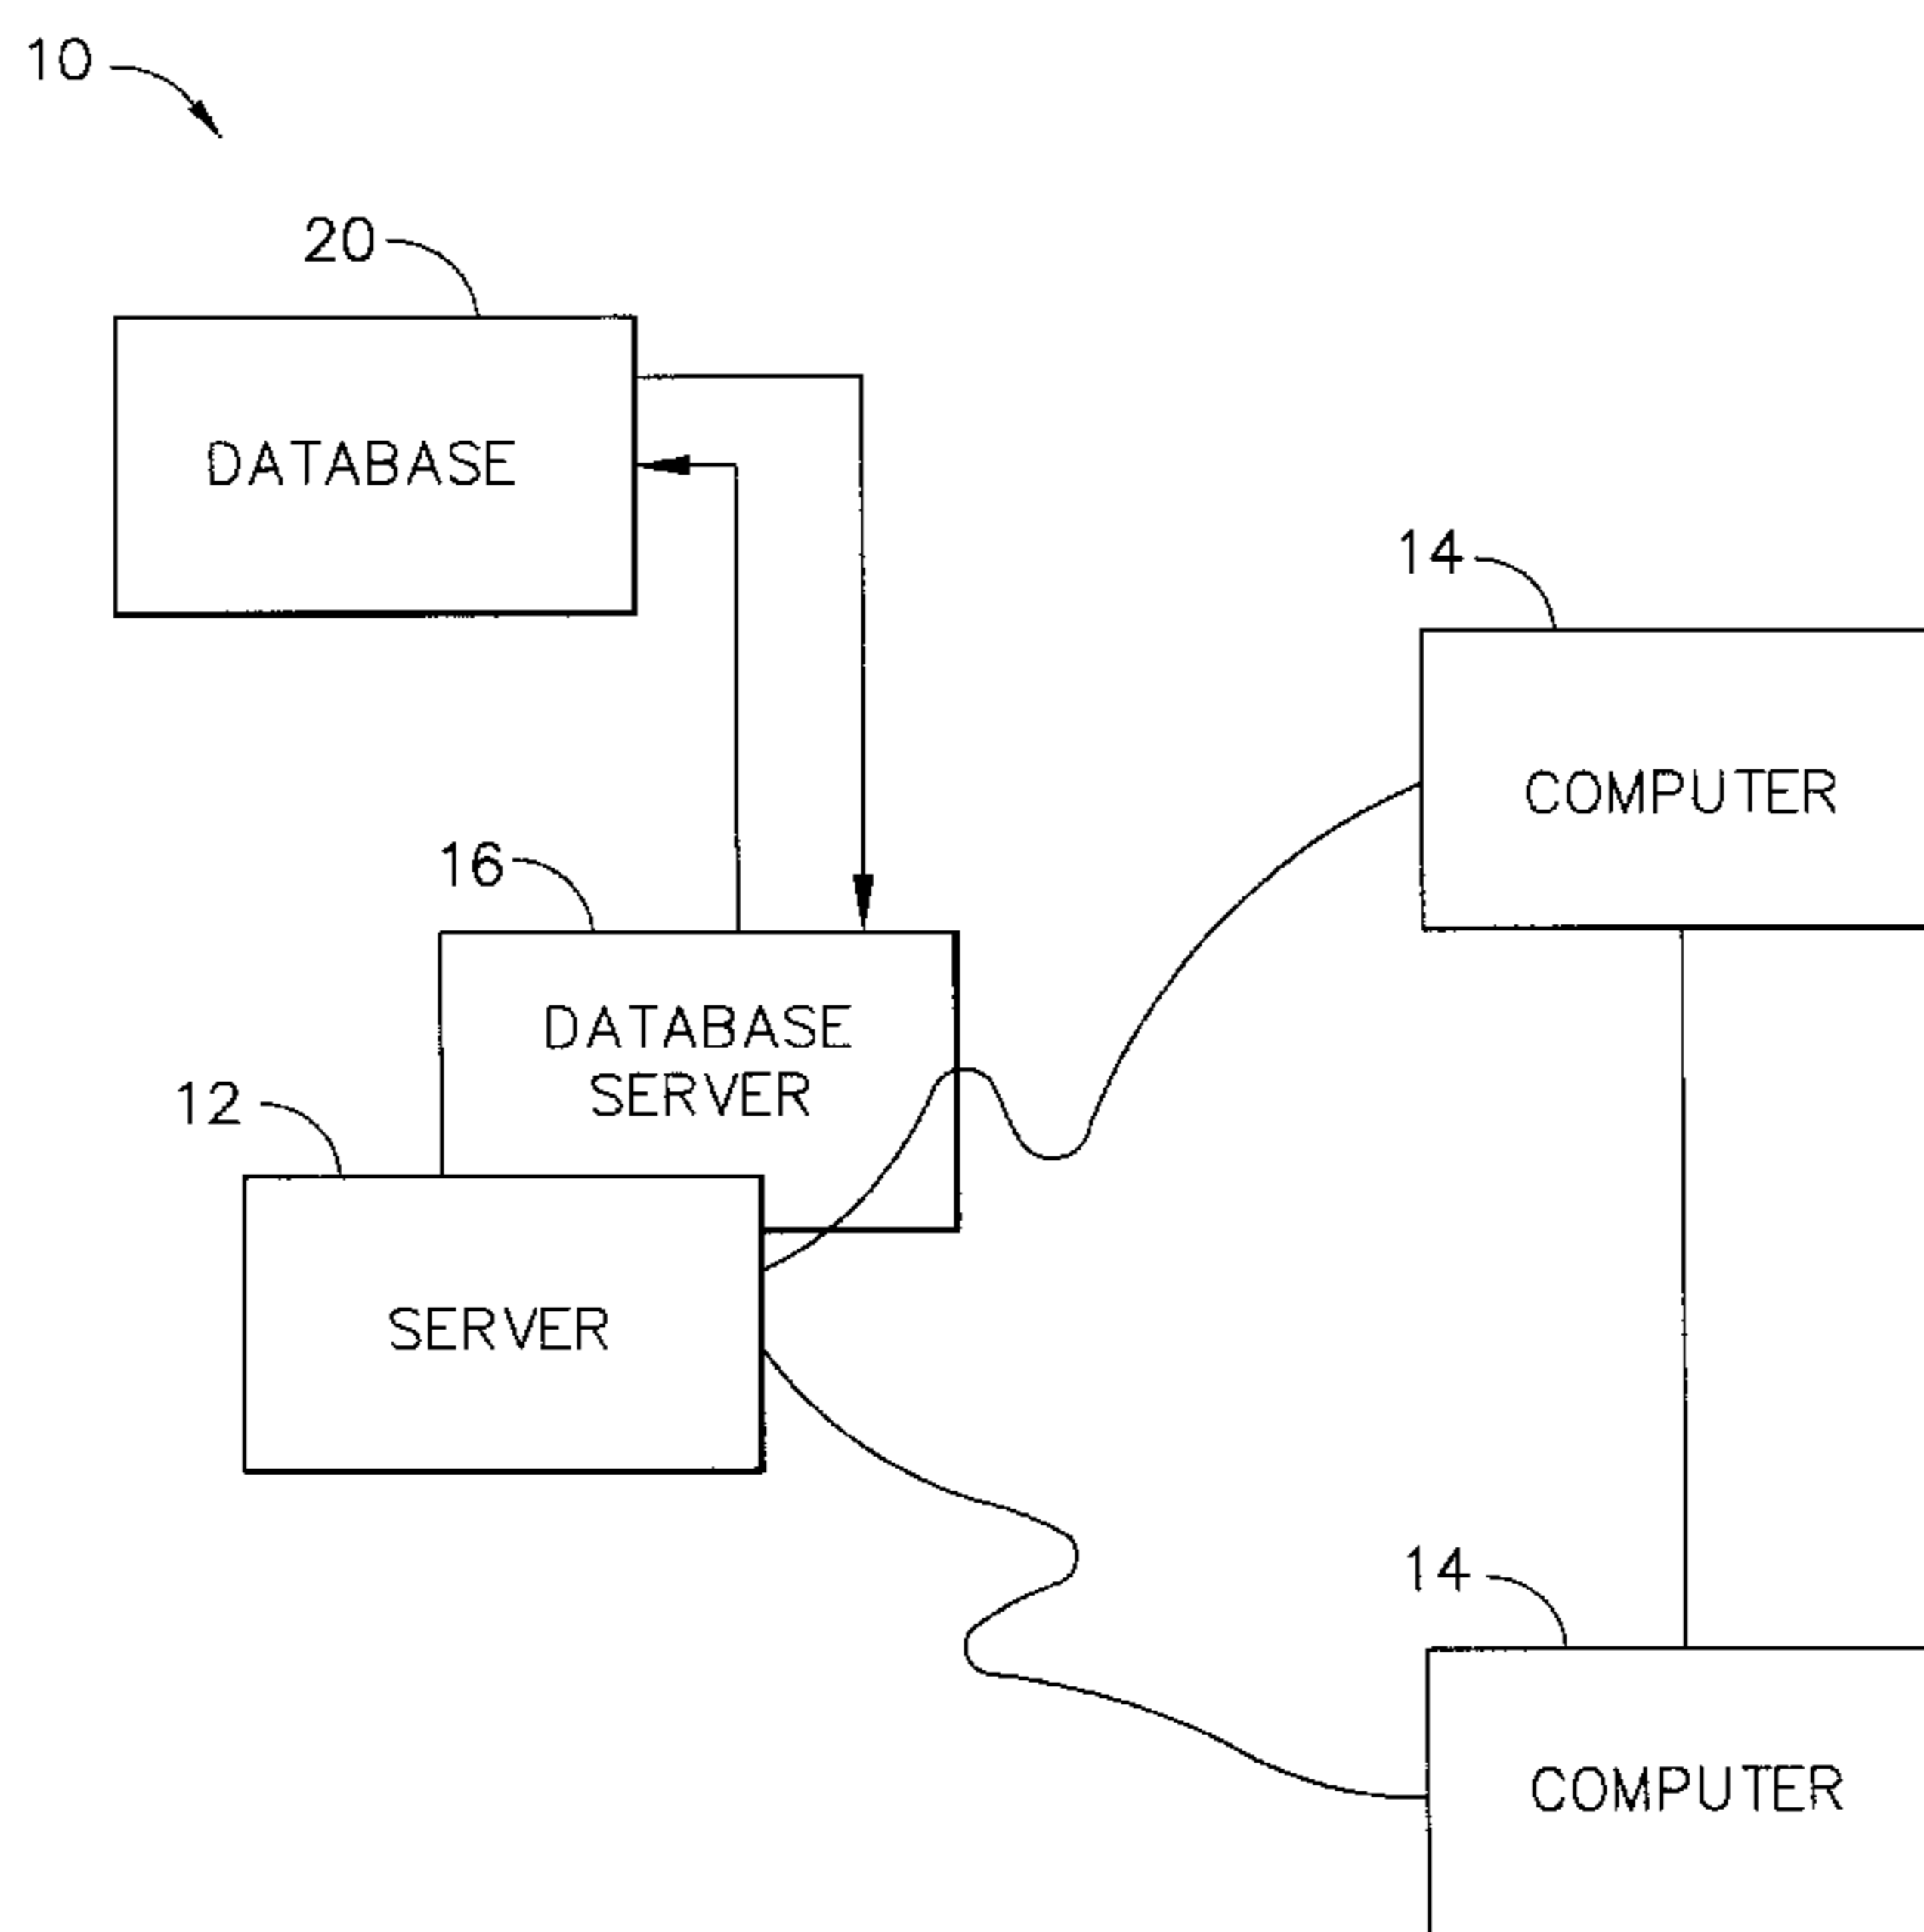 10
20
DATABASE
14
COMPUTER
16
DATABASE
SERVER
12
SERVER
14
COMPUTER